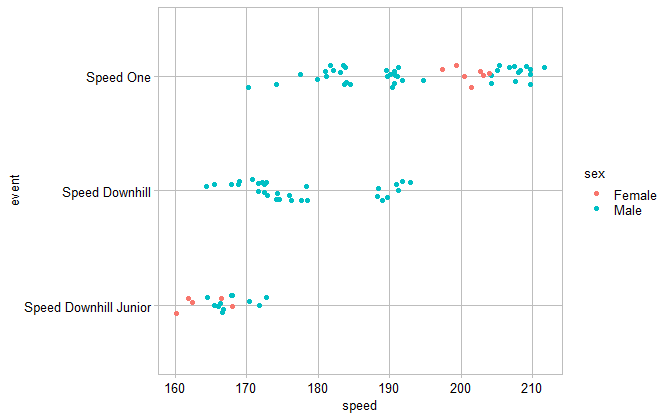 Speed One
Speed Downhill
Speed Downhill Junior
event
160 170 180 190 200 210
speed
sex
Female
Male